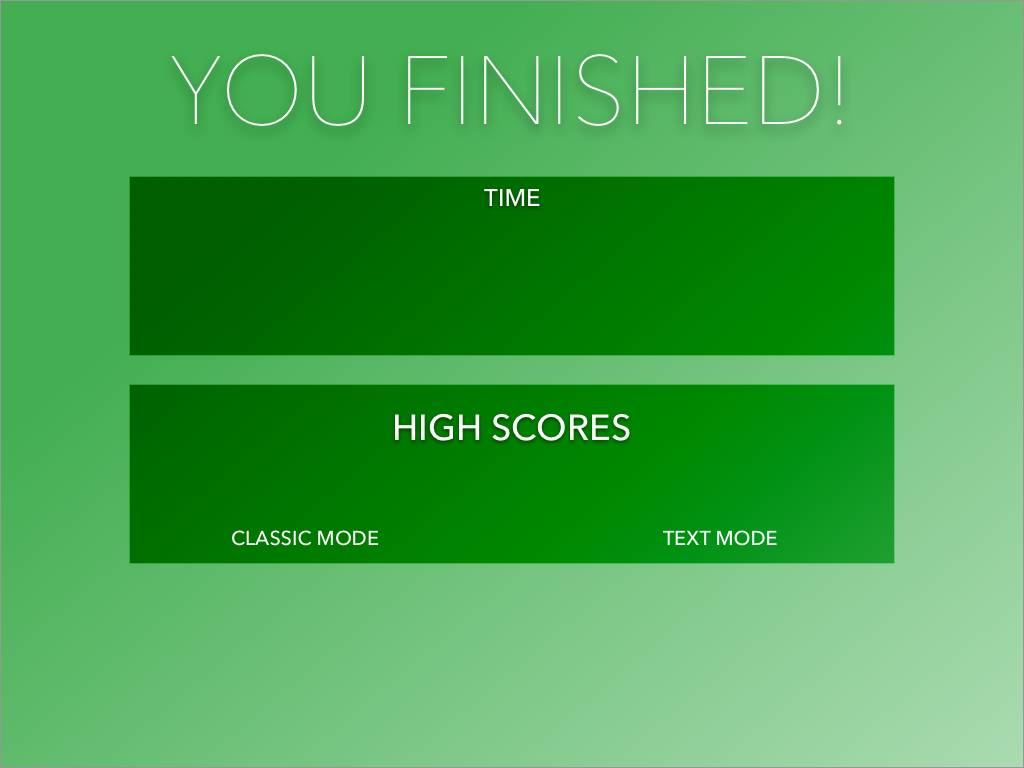 YOU FINISHED!
TIME
HIGH SCORES
CLASSIC MODE
TEXT MODE